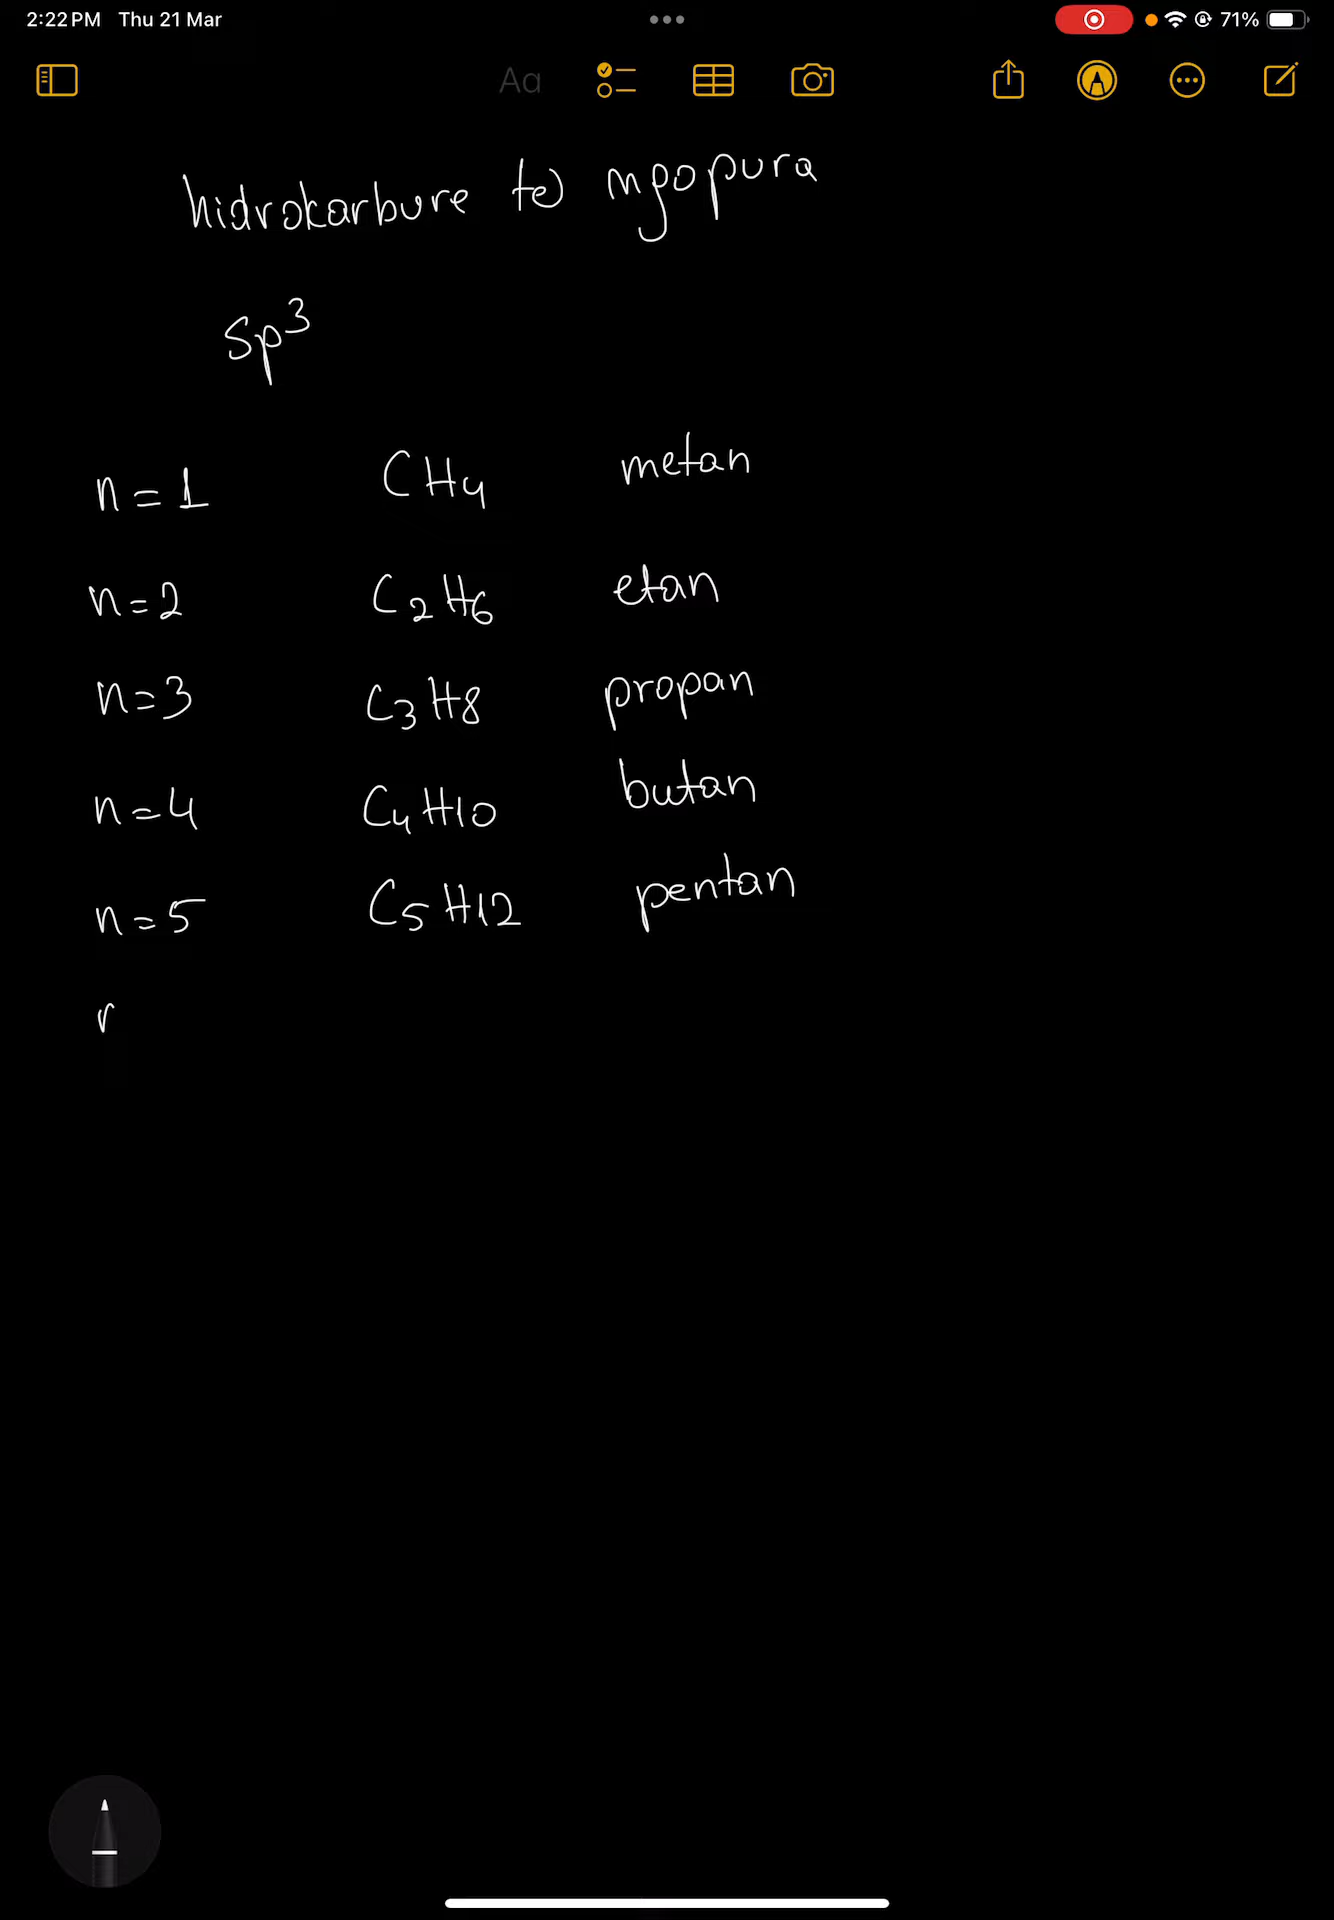 2:22 PM Thu 21 Mar 71%
Aa
hidrokarbure te ngopura
Sp³
n=1 CH4 metan
n=2 C2H6 etan
n=3 C3H8 propan
n=4 C4H10 butan
n=5 C5H12 pentan
r